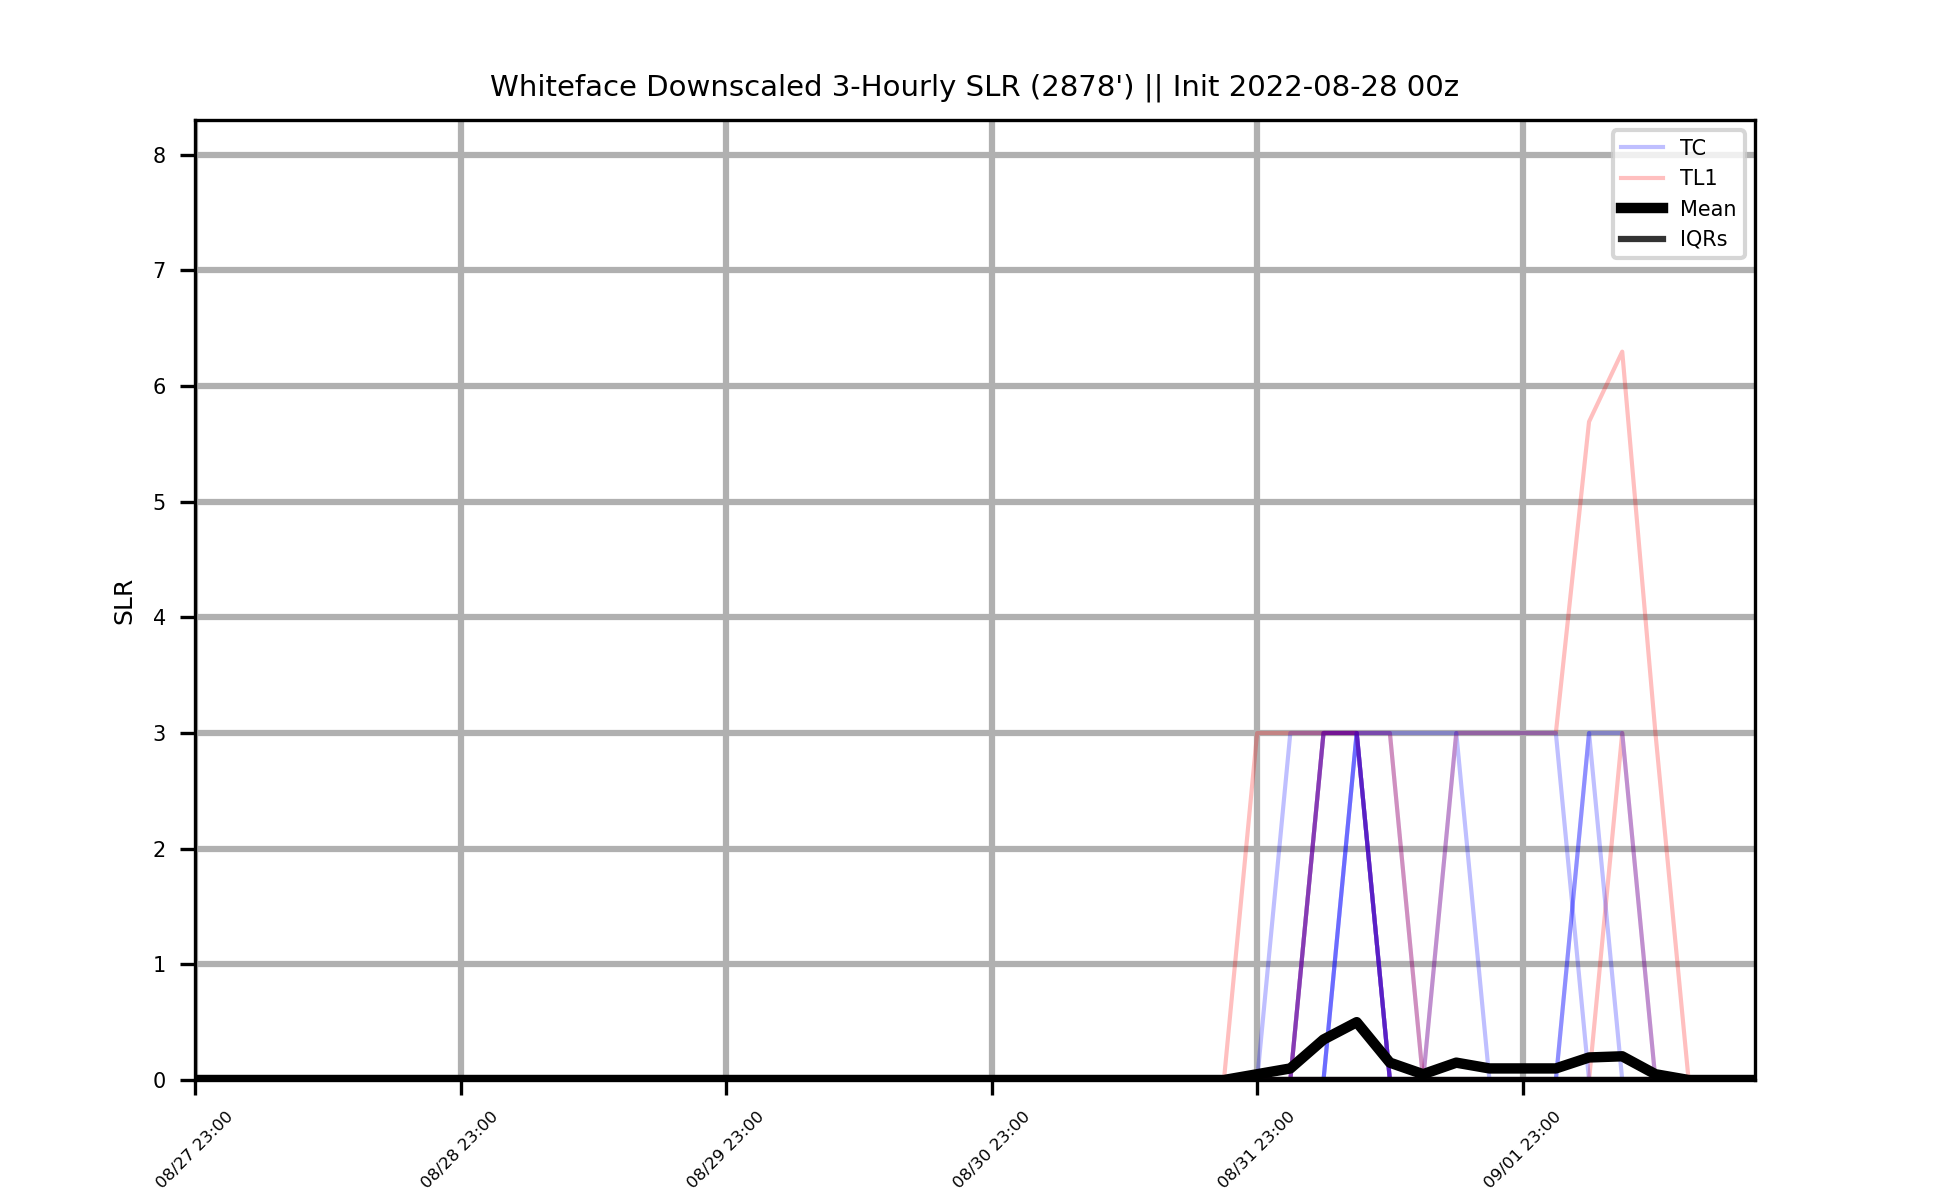 Whiteface Downscaled 3-Hourly SLR (2878') || Init 2022-08-28 00z
TC
TL1
Mean
IQRs
SLR
8
7
6
5
4
3
2
1
0
08/27 23:00
08/28 23:00
08/29 23:00
08/30 23:00
08/31 23:00
09/01 23:00